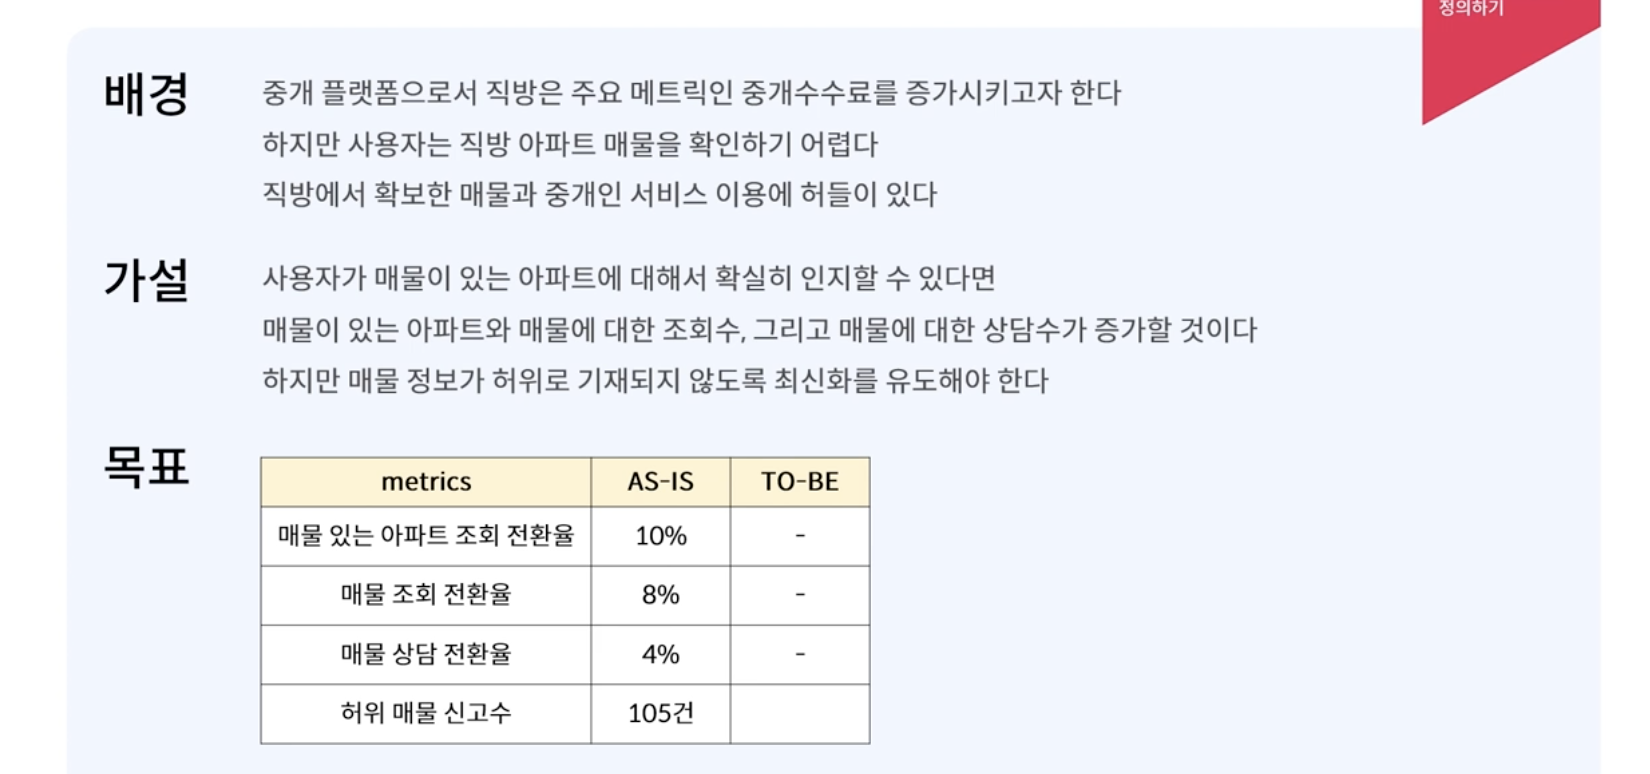 정의하기
배경
중개 플랫폼으로서 직방은 주요 메트릭인 중개수수료를 증가시키고자 한다
하지만 사용자는 직방 아파트 매물을 확인하기 어렵다
직방에서 확보한 매물과 중개인 서비스 이용에 허들이 있다
가설
사용자가 매물이 있는 아파트에 대해서 확실히 인지할 수 있다면
매물이 있는 아파트와 매물에 대한 조회수, 그리고 매물에 대한 상담수가 증가할 것이다
하지만 매물 정보가 허위로 기재되지 않도록 최신화를 유도해야 한다
목표
metrics AS-IS TO-BE
매물 있는 아파트 조회 전환율 10% -
매물 조회 전환율 8% -
매물 상담 전환율 4% -
허위 매물 신고수 105건